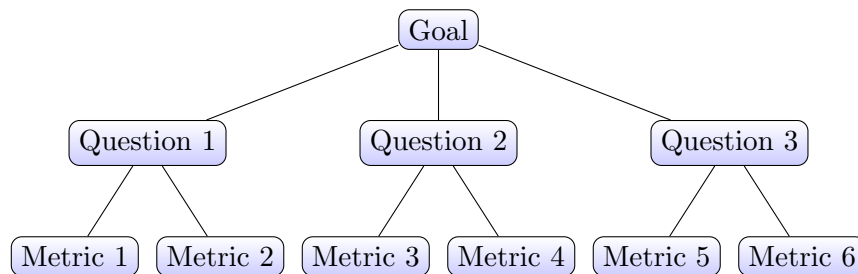 Goal
Question 1
Question 2
Question 3
Metric 1
Metric 2
Metric 3
Metric 4
Metric 5
Metric 6